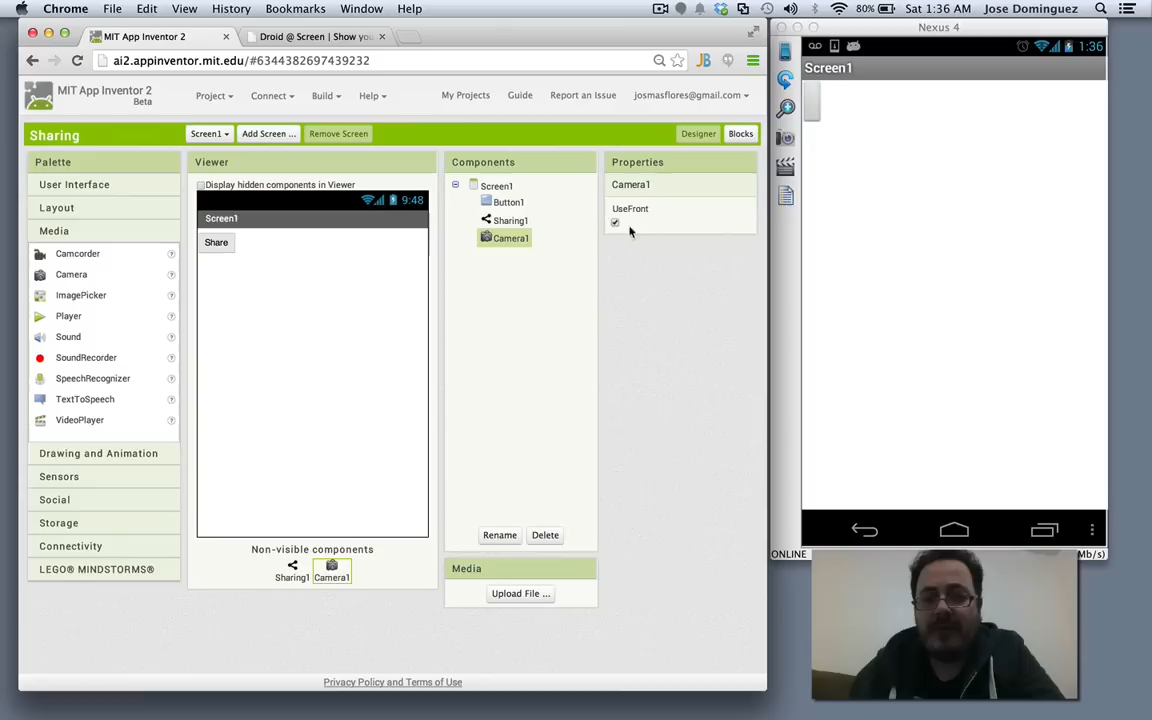 Chrome File Edit View History Bookmarks Window Help
80% Sat 1:36 AM Jose Dominguez
MIT App Inventor 2
Droid @ Screen | Show you
ai2.appinventor.mit.edu/#6344382697439232
MIT App Inventor 2
Beta
Project Connect Build Help
My Projects Guide Report an Issue josmasflores@gmail.com
Sharing
Screen1 Add Screen ... Remove Screen
Designer Blocks
Palette
User Interface
Layout
Media
Camcorder ?
Camera ?
ImagePicker ?
Player ?
Sound ?
SoundRecorder ?
SpeechRecognizer ?
TextToSpeech ?
VideoPlayer ?
Drawing and Animation
Sensors
Social
Storage
Connectivity
LEGO® MINDSTORMS®
Viewer
Display hidden components in Viewer
9:48
Screen1
Share
Non-visible components
Sharing1 Camera1
Components
Screen1
Button1
Sharing1
Camera1
Rename Delete
Media
Upload File ...
Properties
Camera1
UseFront
Privacy Policy and Terms of Use
Nexus 4
1:36
Screen1
ONLINE
Mb/s)
JB